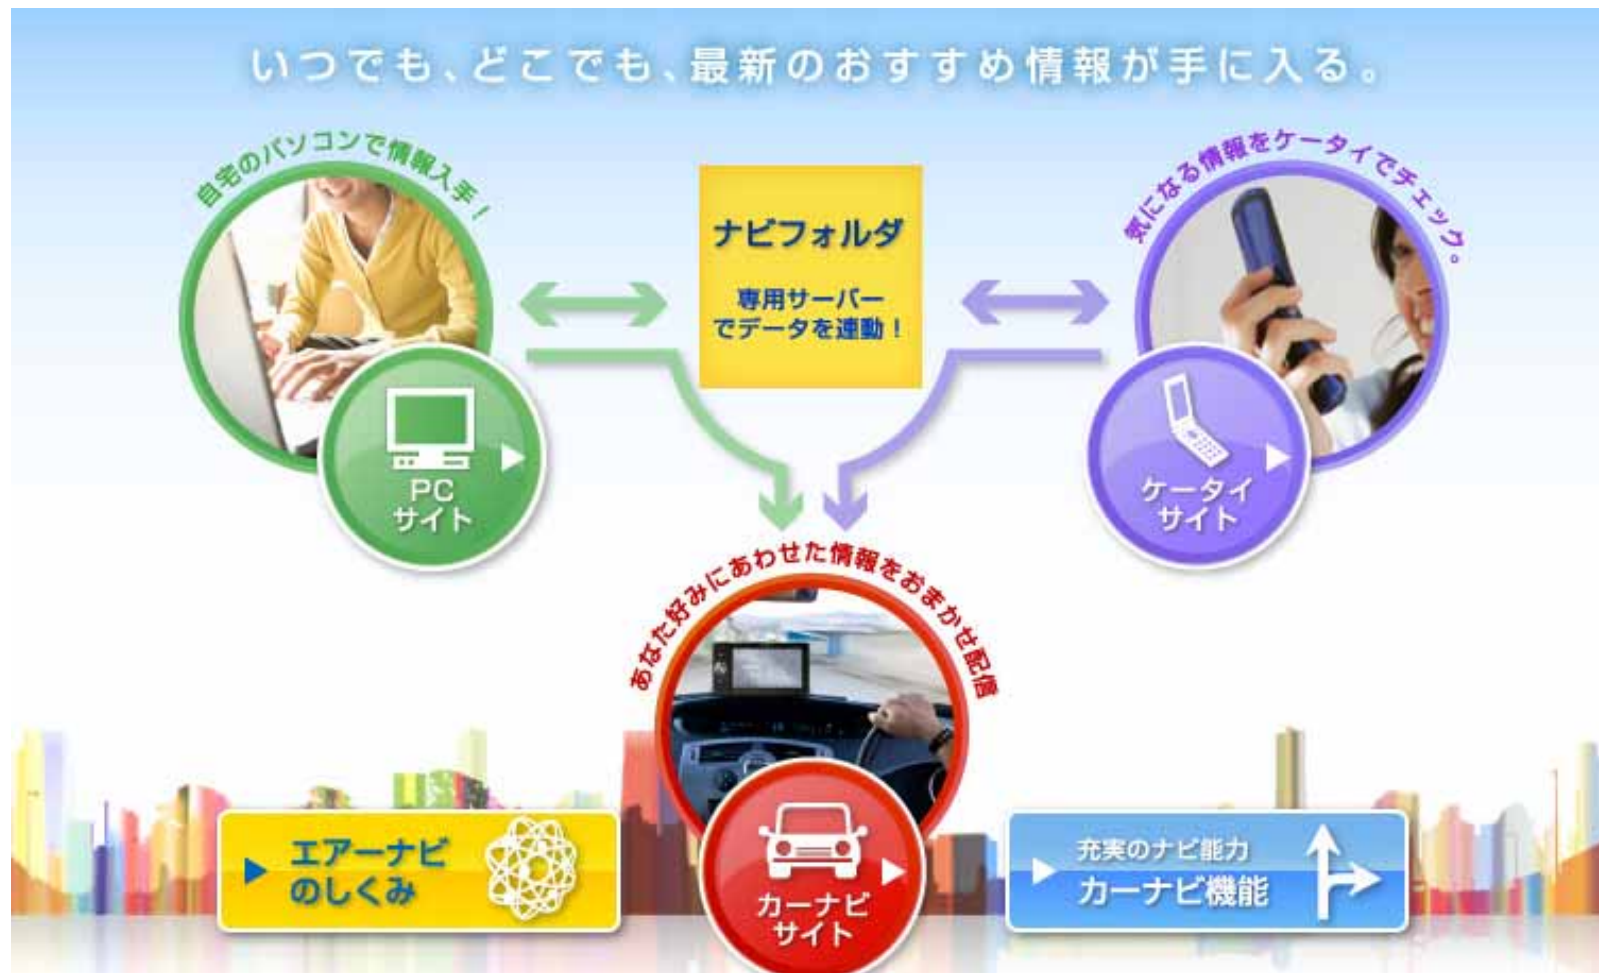 いつでも、どこでも、最新のおすすめ情報が手に入る。
自宅のパソコンで情報入手!
ナビフォルダ
専用サーバー
でデータを連動!
気になる情報をケータイでチェック。
PC
サイト
ケータイ
サイト
あなた好みにあわせた情報をおまかせ配信
エアーナビ
のしくみ
カーナビ
サイト
充実のナビ能力
カーナビ機能